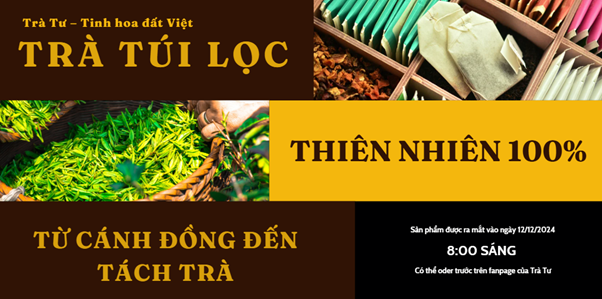 Trà Tư – Tinh hoa đất Việt
TRÀ TÚI LỌC
THIÊN NHIÊN 100%
TỪ CÁNH ĐỒNG ĐẾN
TÁCH TRÀ
Sản phẩm được ra mắt vào ngày 12/12/2024
8:00 SÁNG
Có thể oder trước trên fanpage của Trà Tư